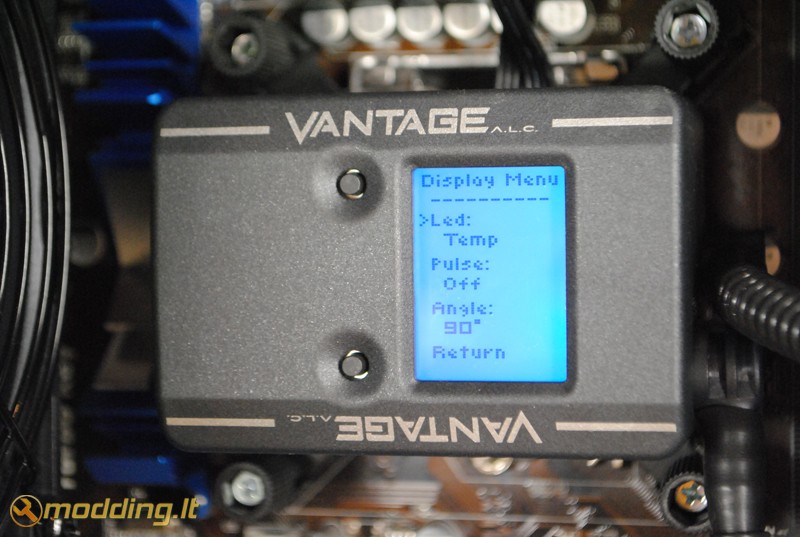 VANTAGE A.L.C.
Display Menu
----------
>Led:
Temp
Pulse:
Off
Angle:
90°
Return
VANTAGE A.L.C.
modding.lt